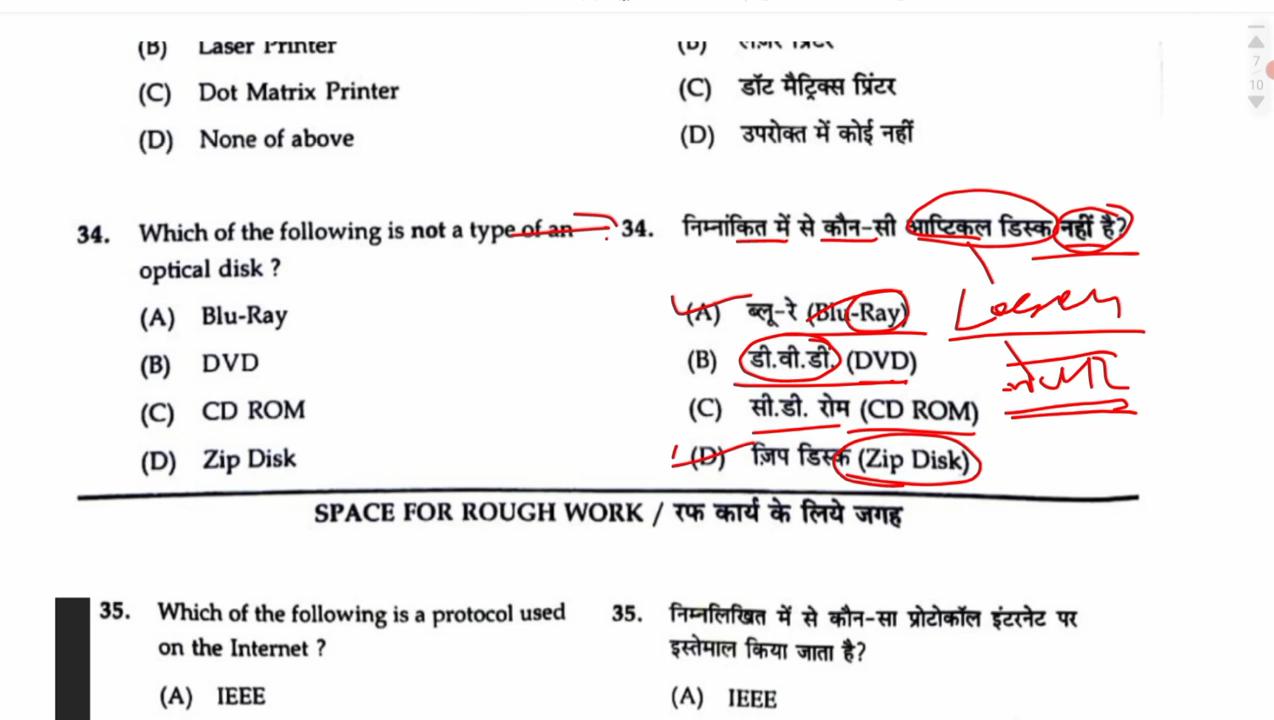 (B) Laser Printer
(C) Dot Matrix Printer
(D) None of above
(B) लेज़र प्रिंटर
(C) डॉट मैट्रिक्स प्रिंटर
(D) उपरोक्त में कोई नहीं
34. Which of the following is not a type of an
optical disk ?
(A) Blu-Ray
(B) DVD
(C) CD ROM
(D) Zip Disk
34. निम्नांकित में से कौन-सी आप्टिकल डिस्क नहीं है?
(A) ब्लू-रे (Blu-Ray)
(B) डी.वी.डी. (DVD)
(C) सी.डी. रोम (CD ROM)
(D) ज़िप डिस्क (Zip Disk)
SPACE FOR ROUGH WORK / रफ कार्य के लिये जगह
35. Which of the following is a protocol used
on the Internet ?
(A) IEEE
35. निम्नलिखित में से कौन-सा प्रोटोकॉल इंटरनेट पर
इस्तेमाल किया जाता है?
(A) IEEE
7
10